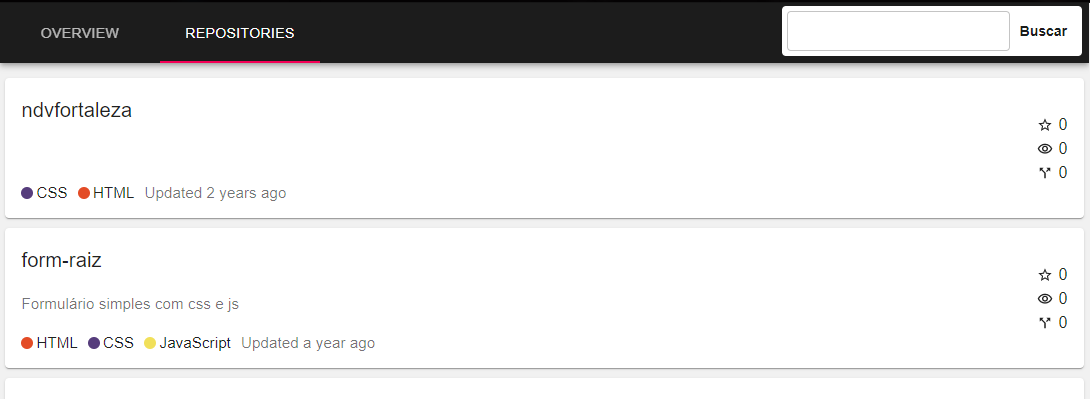 OVERVIEW REPOSITORIES Buscar
ndvfortaleza
0
0
0
CSS HTML Updated 2 years ago
form-raiz
0
Formulário simples com css e js
0
0
HTML CSS JavaScript Updated a year ago